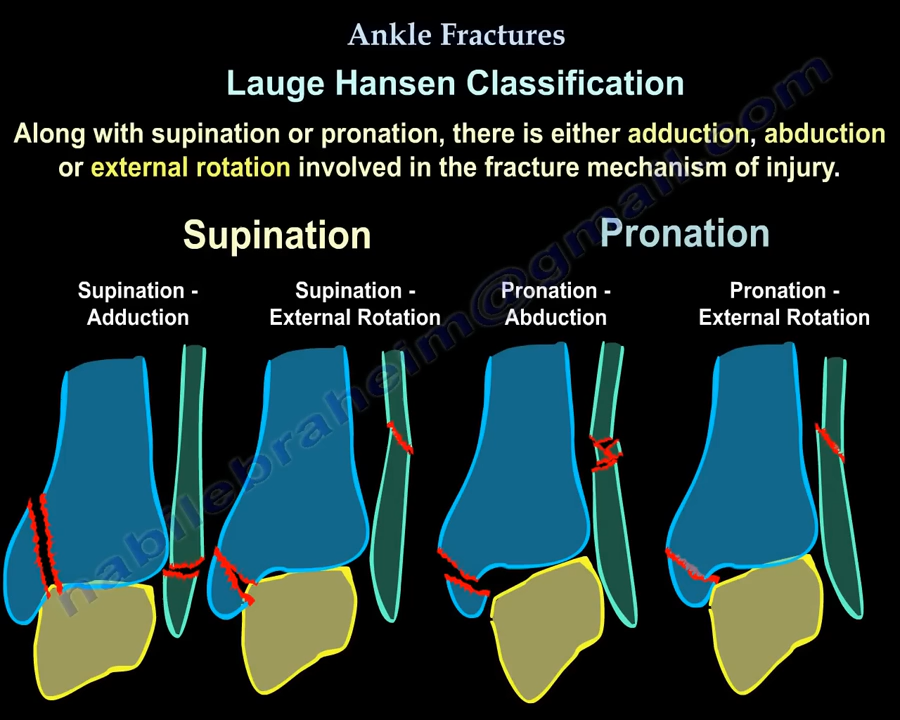 Ankle Fractures
Lauge Hansen Classification
Along with supination or pronation, there is either adduction, abduction
or external rotation involved in the fracture mechanism of injury.
Supination
Pronation
Supination -
Adduction
Supination -
External Rotation
Pronation -
Abduction
Pronation -
External Rotation
nabilebraheim@gmail.com